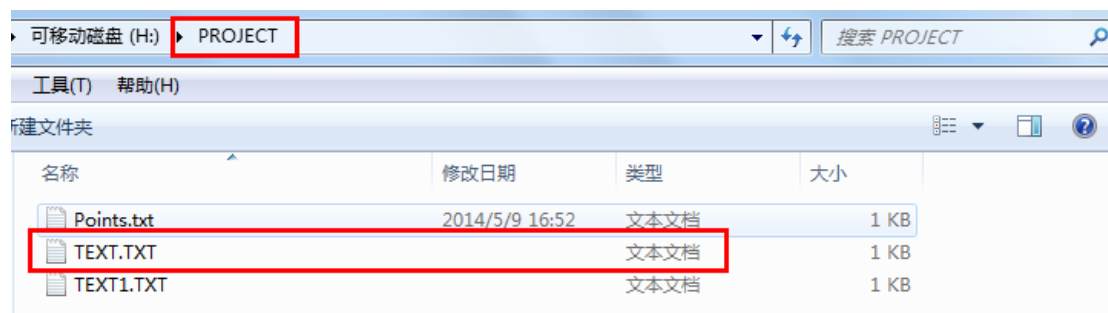 可移动磁盘 (H:) ▸ PROJECT 搜索 PROJECT
工具(T) 帮助(H)
新建文件夹
名称 修改日期 类型 大小
Points.txt 2014/5/9 16:52 文本文档 1 KB
TEXT.TXT 文本文档 1 KB
TEXT1.TXT 文本文档 1 KB